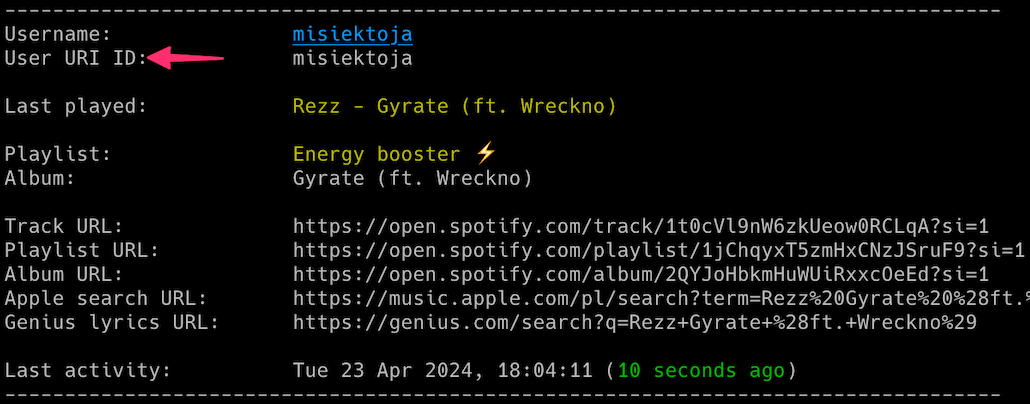 Username: misiektoja
User URI ID: misiektoja
Last played: Rezz - Gyrate (ft. Wreckno)
Playlist: Energy booster ⚡
Album: Gyrate (ft. Wreckno)
Track URL: https://open.spotify.com/track/1t0cVl9nW6zkUeow0RCLqA?si=1
Playlist URL: https://open.spotify.com/playlist/1jChqyxT5zmHxCNzJSruF9?si=1
Album URL: https://open.spotify.com/album/2QYJoHbkmHuWUiRxxcOeEd?si=1
Apple search URL: https://music.apple.com/pl/search?term=Rezz%20Gyrate%20%28ft.%
Genius lyrics URL: https://genius.com/search?q=Rezz+Gyrate+%28ft.+Wreckno%29
Last activity: Tue 23 Apr 2024, 18:04:11 (10 seconds ago)